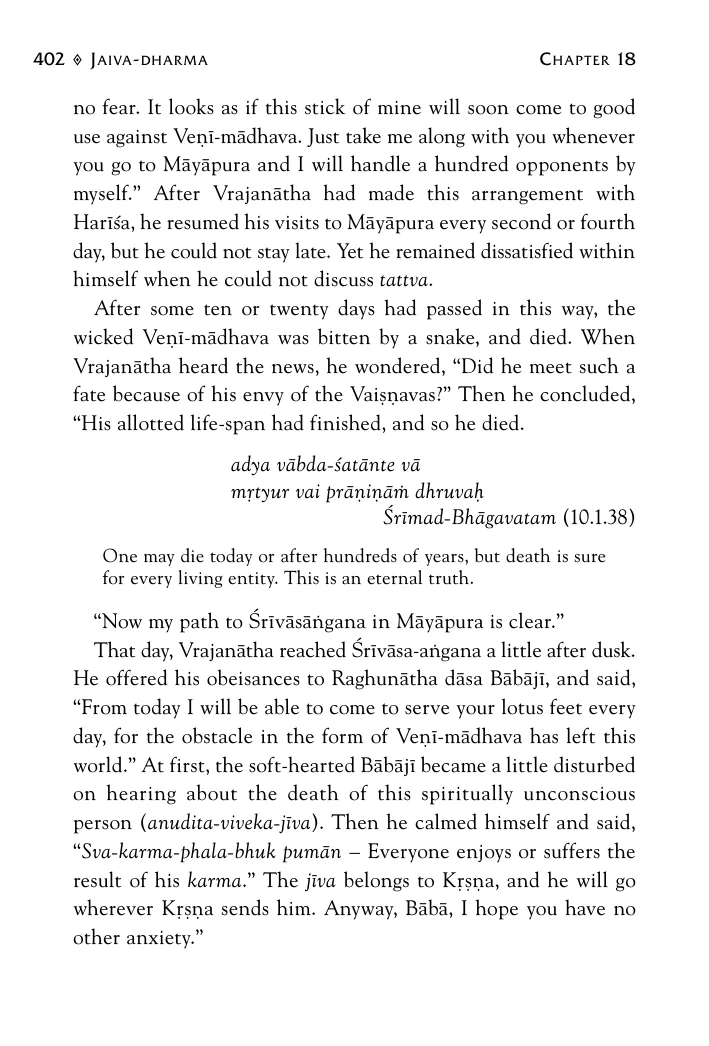 402 ◊ Jaiva-dharma Chapter 18
no fear. It looks as if this stick of mine will soon come to good
use against Veṇī-mādhava. Just take me along with you whenever
you go to Māyāpura and I will handle a hundred opponents by
myself.” After Vrajanātha had made this arrangement with
Harīśa, he resumed his visits to Māyāpura every second or fourth
day, but he could not stay late. Yet he remained dissatisfied within
himself when he could not discuss tattva.
After some ten or twenty days had passed in this way, the
wicked Veṇī-mādhava was bitten by a snake, and died. When
Vrajanātha heard the news, he wondered, “Did he meet such a
fate because of his envy of the Vaiṣṇavas?” Then he concluded,
“His allotted life-span had finished, and so he died.
adya vābda-śatānte vā
mṛtyur vai prāṇiṇāṁ dhruvaḥ
Śrīmad-Bhāgavatam (10.1.38)
One may die today or after hundreds of years, but death is sure
for every living entity. This is an eternal truth.
“Now my path to Śrīvāsāṅgana in Māyāpura is clear.”
That day, Vrajanātha reached Śrīvāsa-aṅgana a little after dusk.
He offered his obeisances to Raghunātha dāsa Bābājī, and said,
“From today I will be able to come to serve your lotus feet every
day, for the obstacle in the form of Veṇī-mādhava has left this
world.” At first, the soft-hearted Bābājī became a little disturbed
on hearing about the death of this spiritually unconscious
person (anudita-viveka-jīva). Then he calmed himself and said,
“Sva-karma-phala-bhuk pumān – Everyone enjoys or suffers the
result of his karma.” The jīva belongs to Kṛṣṇa, and he will go
wherever Kṛṣṇa sends him. Anyway, Bābā, I hope you have no
other anxiety.”